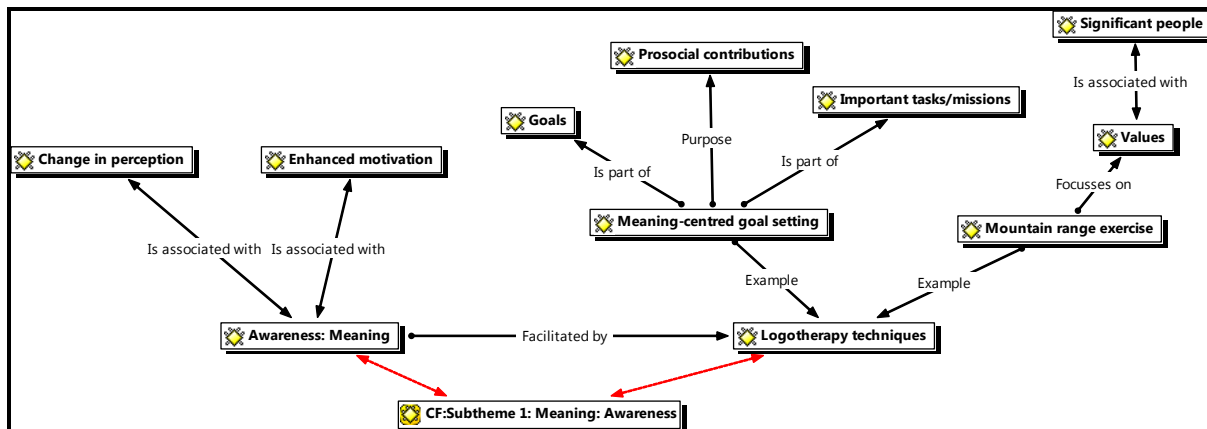 Significant people
Prosocial contributions
Is associated with
Important tasks/missions
Goals
Purpose
Values
Change in perception
Enhanced motivation
Is part of
Is part of
Focusses on
Meaning-centred goal setting
Mountain range exercise
Is associated with
Is associated with
Example
Example
Awareness: Meaning
Facilitated by
Logotherapy techniques
CF:Subtheme 1: Meaning: Awareness